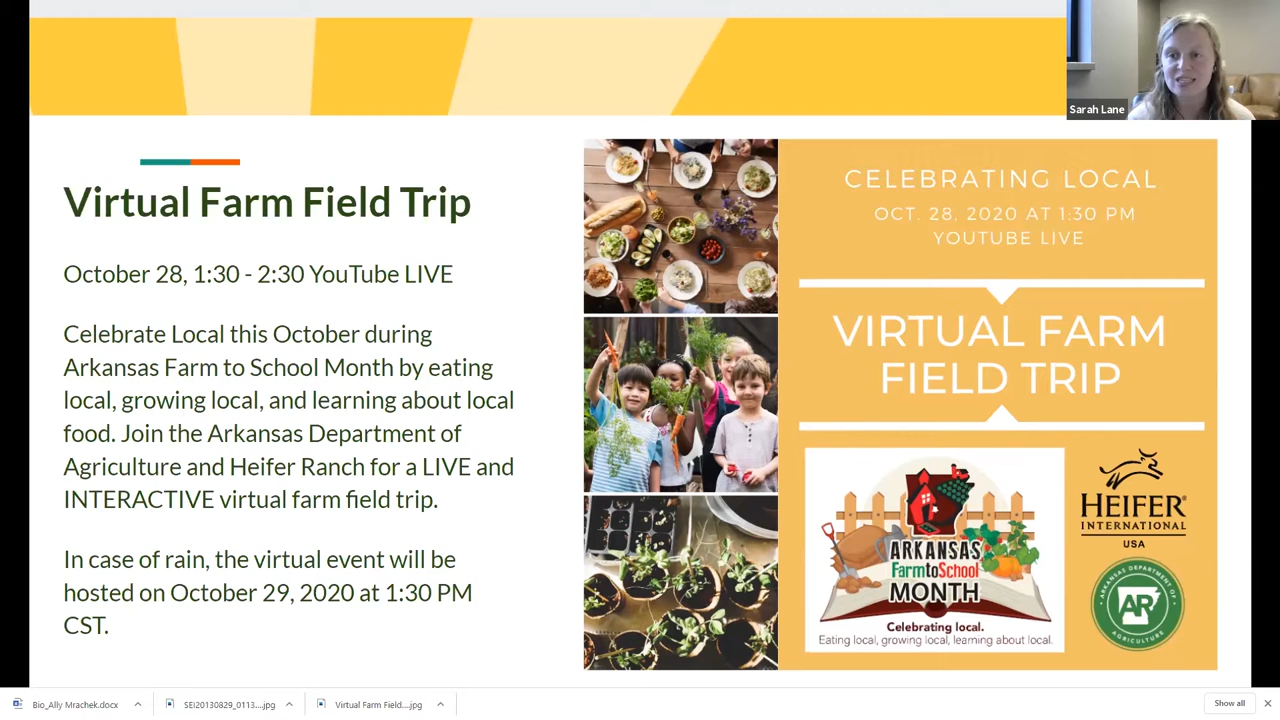 Sarah Lane
Virtual Farm Field Trip
October 28, 1:30 - 2:30 YouTube LIVE
Celebrate Local this October during
Arkansas Farm to School Month by eating
local, growing local, and learning about local
food. Join the Arkansas Department of
Agriculture and Heifer Ranch for a LIVE and
INTERACTIVE virtual farm field trip.
In case of rain, the virtual event will be
hosted on October 29, 2020 at 1:30 PM
CST.
CELEBRATING LOCAL
OCT. 28, 2020 AT 1:30 PM
YOUTUBE LIVE
VIRTUAL FARM
FIELD TRIP
ARKANSAS
FarmtoSchool
MONTH
Celebrating local.
Eating local, growing local, learning about local.
HEIFER®
INTERNATIONAL
USA
ARKANSAS DEPARTMENT OF
AR
AGRICULTURE
Bio_Ally Mrachek.docx
SEI20130829_0113....jpg
Virtual Farm Field....jpg
Show all